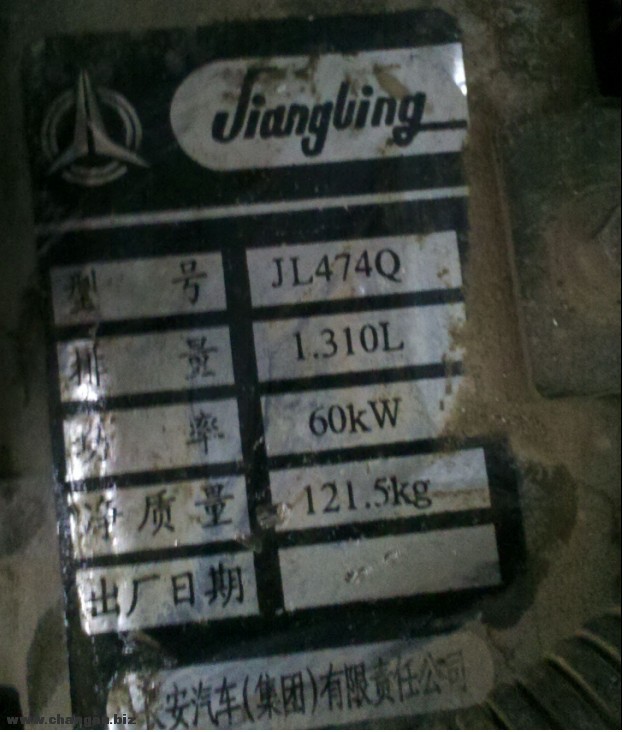 Jiangling
型号 JL474Q
排量 1.310L
功率 60kW
净质量 121.5kg
出厂日期
长安汽车(集团)有限责任公司
www.changan.biz